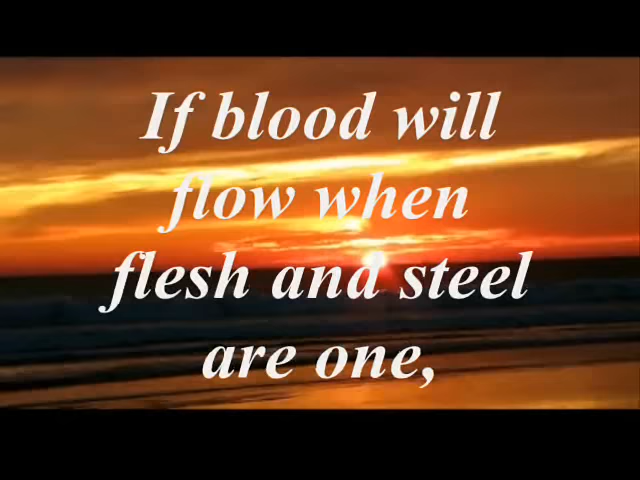 If blood will
flow when
flesh and steel
are one,